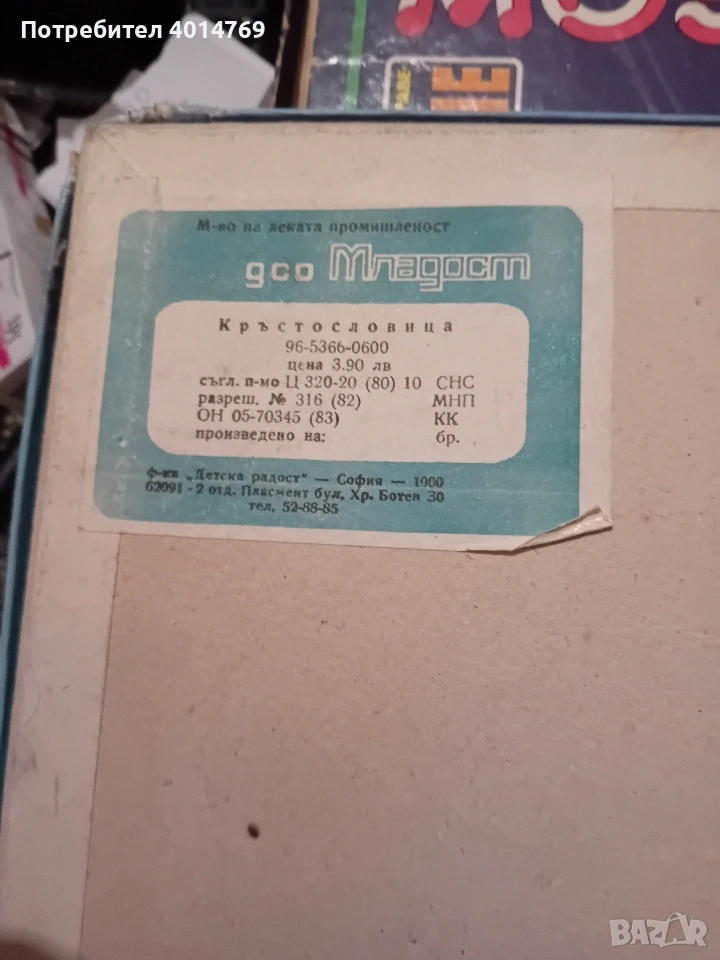 Потребител 4014769
М-во на леката промишленост
дсо Младост
Кръстословица
96-5366-0600
цена 3.90 лв
съгл. п-мо Ц 320-20 (80) 10 СНС
разреш. № 316 (82) МНП
ОН 05-70345 (83) КК
произведено на: бр.
ф-ка „Детска радост" — София — 1000
62091 - 2 отд. Пласмент бул, Хр. Ботев 30
тел, 52-88-85
BAZAR